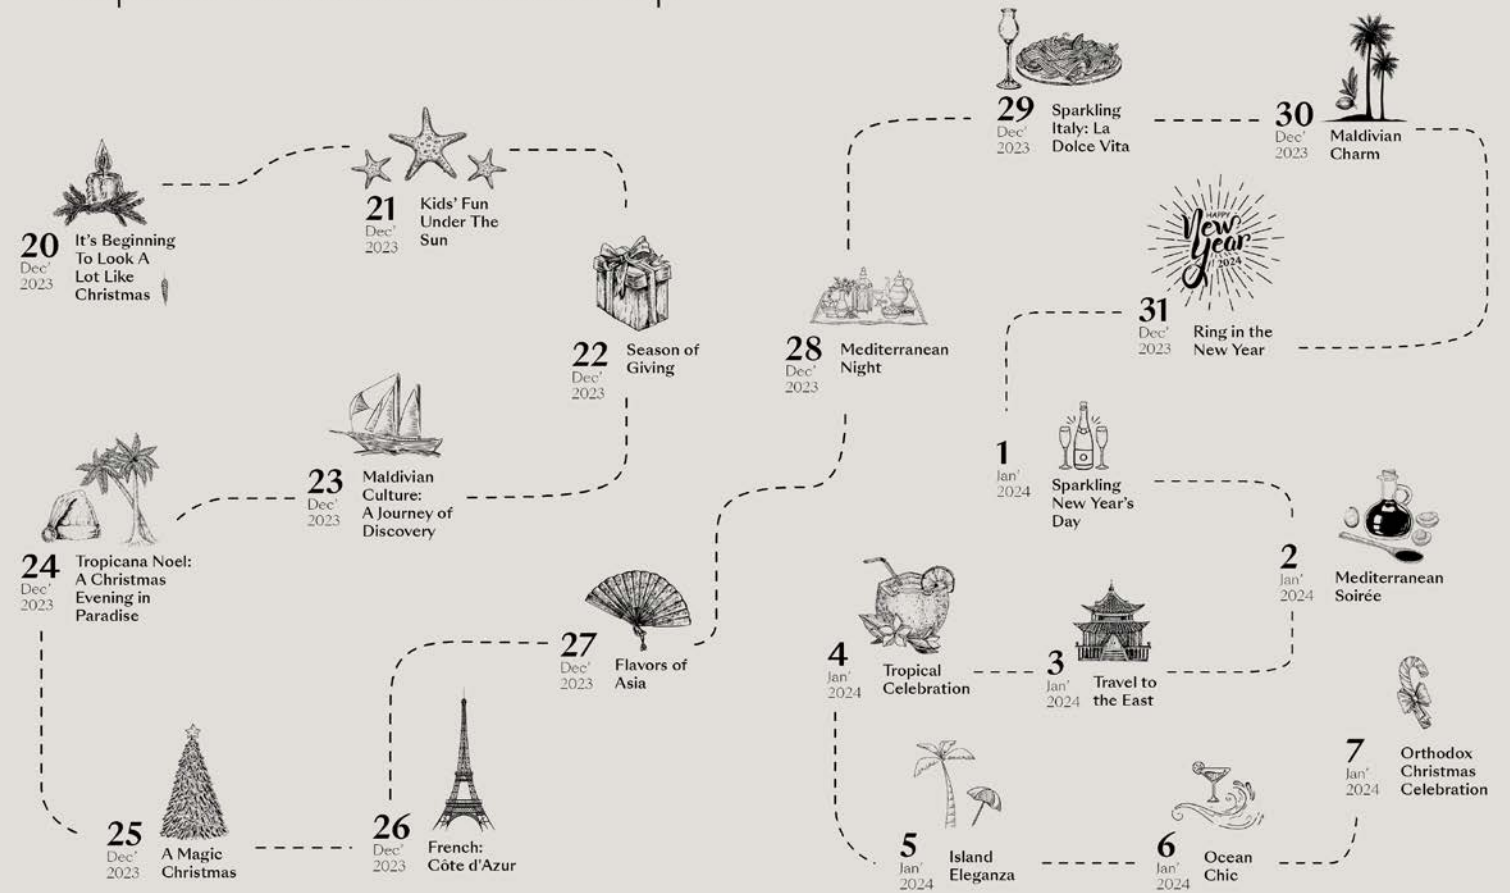 20
Dec'
2023
It's Beginning
To Look A
Lot Like
Christmas
21
Dec'
2023
Kids' Fun
Under The
Sun
22
Dec'
2023
Season of
Giving
23
Dec'
2023
Maldivian
Culture:
A Journey of
Discovery
24
Dec'
2023
Tropicana Noel:
A Christmas
Evening in
Paradise
25
Dec'
2023
A Magic
Christmas
26
Dec'
2023
French:
Côte d'Azur
27
Dec'
2023
Flavors of
Asia
28
Dec'
2023
Mediterranean
Night
29
Dec'
2023
Sparkling
Italy: La
Dolce Vita
30
Dec'
2023
Maldivian
Charm
HAPPY
New
Year
2024
31
Dec'
2023
Ring in the
New Year
1
Jan'
2024
Sparkling
New Year's
Day
2
Jan'
2024
Mediterranean
Soirée
3
Jan'
2024
Travel to
the East
4
Jan'
2024
Tropical
Celebration
5
Jan'
2024
Island
Eleganza
6
Jan'
2024
Ocean
Chic
7
Jan'
2024
Orthodox
Christmas
Celebration